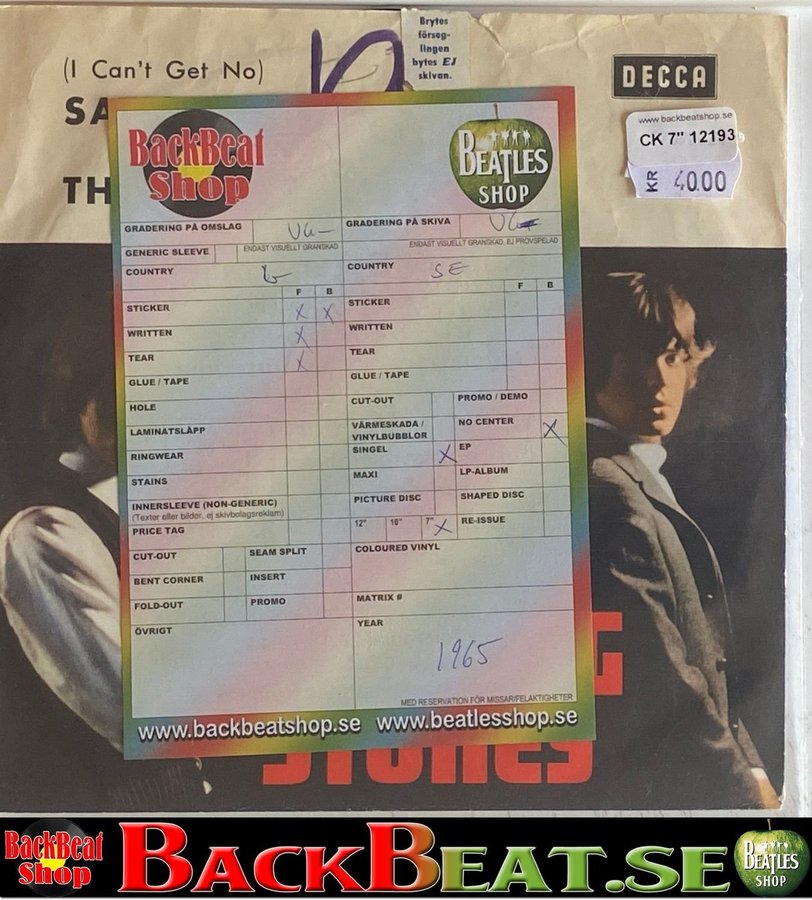 (I Can't Get No)
SA
TH
Brytes
förseg-
lingen
bytes EJ
skivan.
DECCA
www.backbeatshop.se
CK 7" 12193
KR 40.00
BackBeat
Shop
BEATLES
SHOP
GRADERING PÅ OMSLAG VG-
GRADERING PÅ SKIVA VG
GENERIC SLEEVE
ENDAST VISUELLT GRANSKAD
ENDAST VISUELLT GRANSKAD, EJ PROVSPELAD
COUNTRY
COUNTRY SE
F B
F B
STICKER X X
STICKER
WRITTEN X
WRITTEN
TEAR X
TEAR
GLUE / TAPE
GLUE / TAPE
HOLE
CUT-OUT
PROMO / DEMO
LAMINATSLÄPP
VÄRMESKADA /
VINYLBUBBLOR
NO CENTER X
RINGWEAR
SINGEL X
EP
STAINS
MAXI
LP-ALBUM
INNERSLEEVE (NON-GENERIC)
(Texter eller bilder, ej skivbolagsreklam)
PICTURE DISC
SHAPED DISC
PRICE TAG
12" 10" 7" X
RE-ISSUE
CUT-OUT
SEAM SPLIT
COLOURED VINYL
BENT CORNER
INSERT
FOLD-OUT
PROMO
MATRIX #
ÖVRIGT
YEAR
1965
MED RESERVATION FÖR MISSAR/FELAKTIGHETER
www.backbeatshop.se www.beatlesshop.se
G
STONES
BackBeat
Shop
BACKBEAT.SE
BEATLES
SHOP